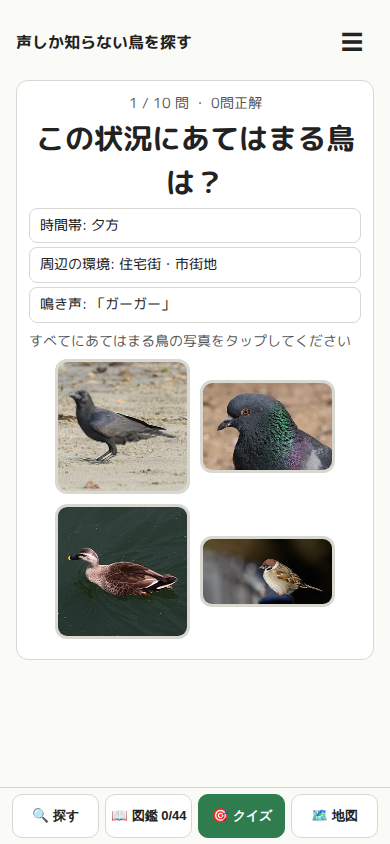 声しか知らない鳥を探す
1 / 10 問 · 0問正解
この状況にあてはまる鳥
は？
時間帯: 夕方
周辺の環境: 住宅街・市街地
鳴き声: 「ガーガー」
すべてにあてはまる鳥の写真をタップしてください
🔍 探す
📖 図鑑 0/44
🎯 クイズ
🗺️ 地図